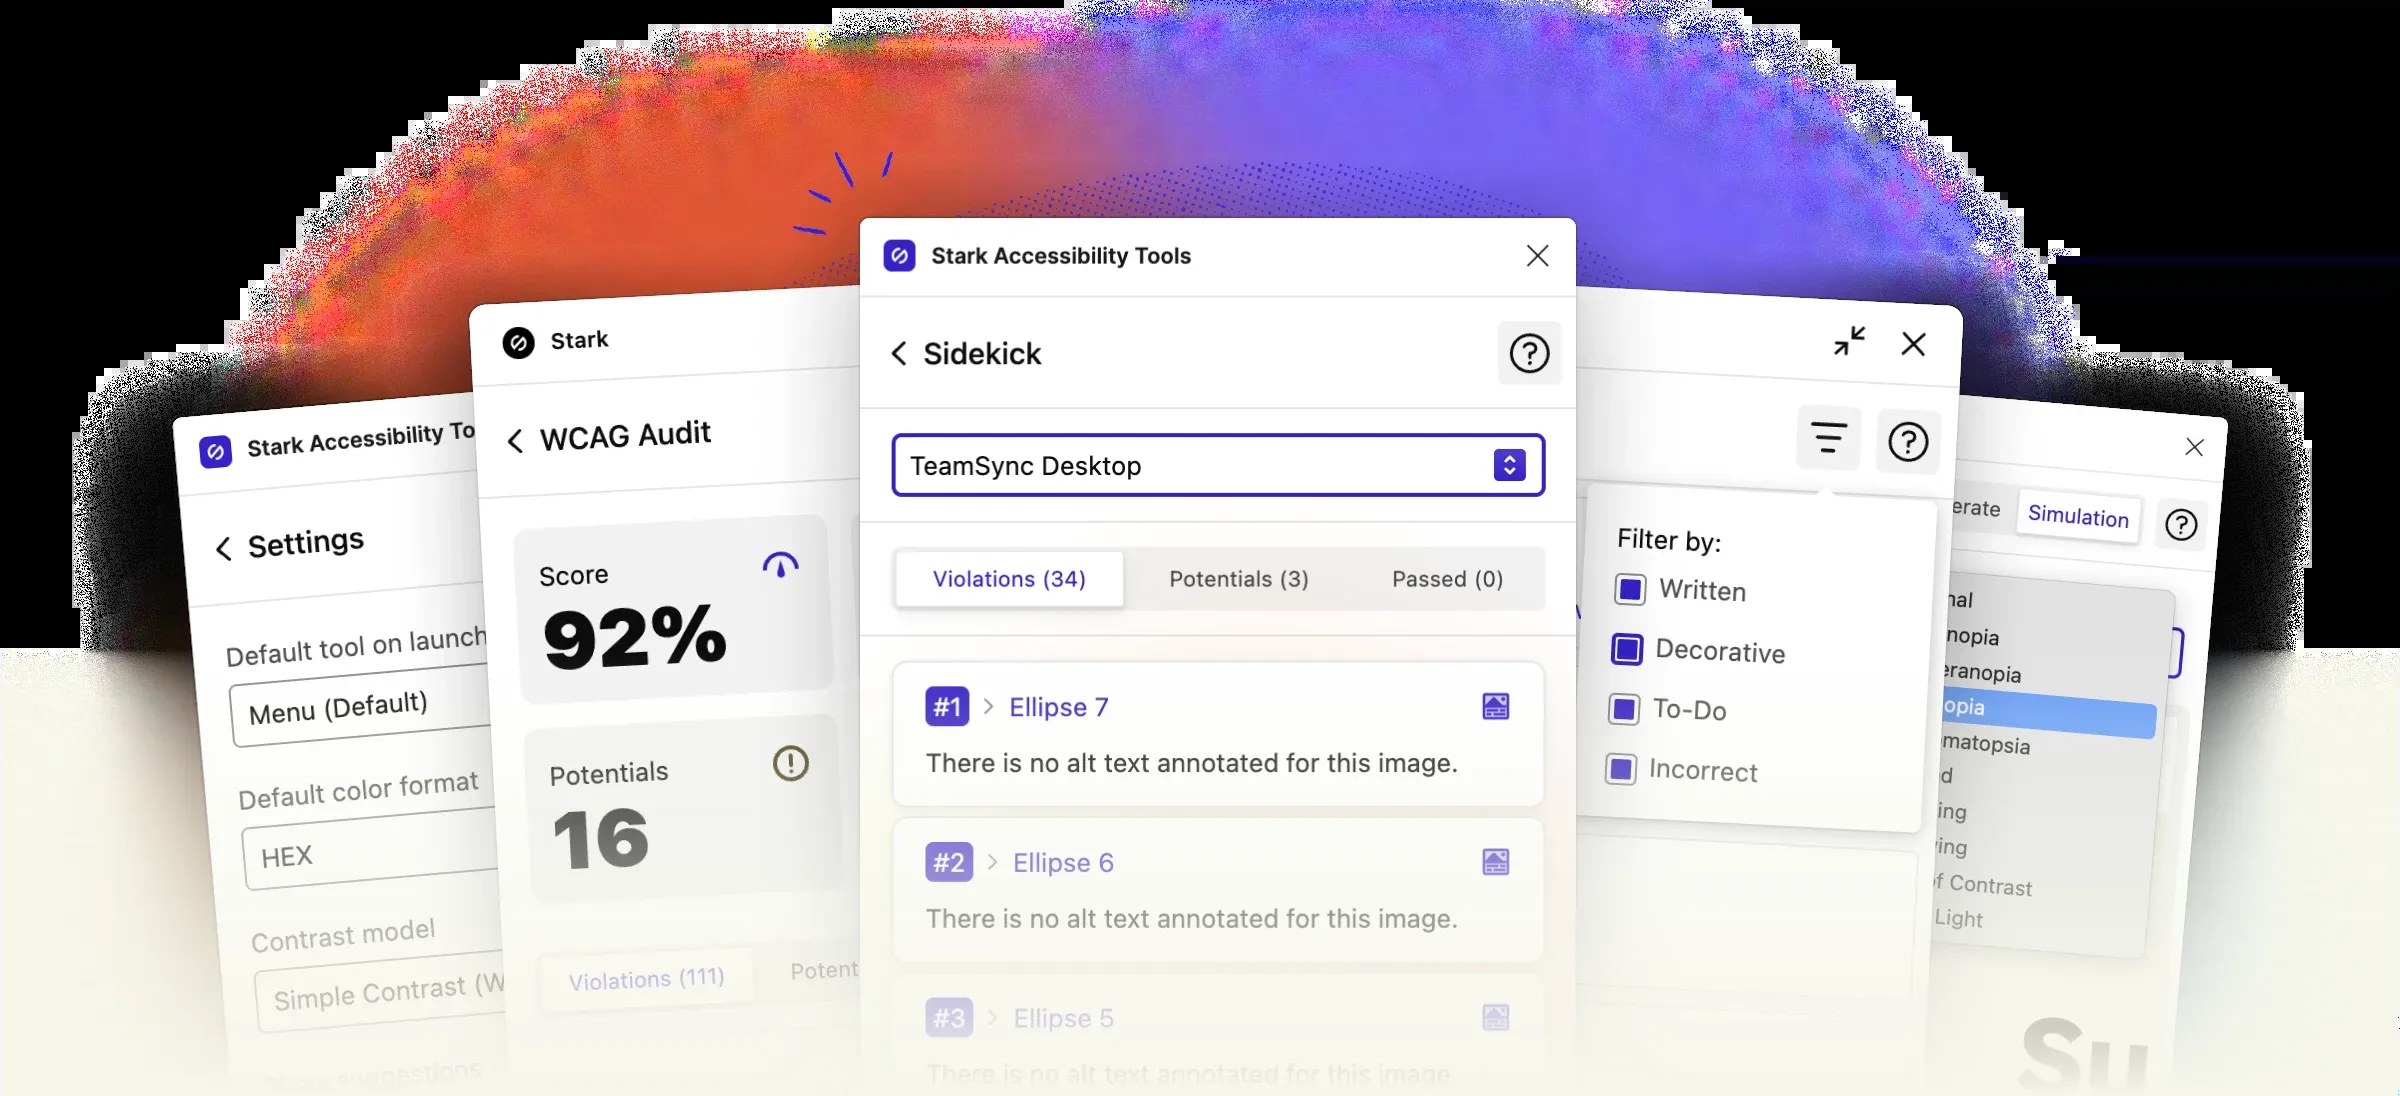 Stark Accessibility Tools
Sidekick
TeamSync Desktop
Violations (34)
Potentials (3)
Passed (0)
#1 Ellipse 7
There is no alt text annotated for this image.
#2 Ellipse 6
There is no alt text annotated for this image.
#3 Ellipse 5
There is no alt text annotated for this image.
Stark
WCAG Audit
Score
92%
Potentials
16
Violations (111)
Potent
Stark Accessibility To
Settings
Default tool on launch
Menu (Default)
Default color format
HEX
Contrast model
Simple Contrast (W
suggestions
Filter by:
Written
Decorative
To-Do
Incorrect
erate
Simulation
nal
nopia
eranopia
opia
matopsia
d
ing
ing
of Contrast
Light
Su